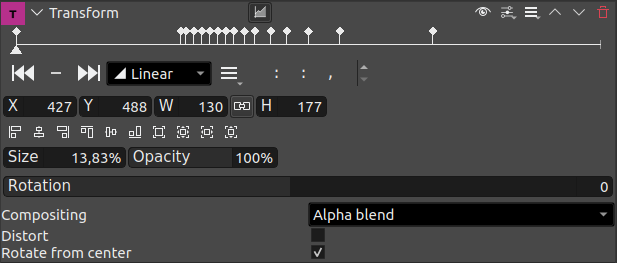 T Transform
Linear : : ,
X 427 Y 488 W 130 H 177
Size 13,83% Opacity 100%
Rotation 0
Compositing Alpha blend
Distort
Rotate from center